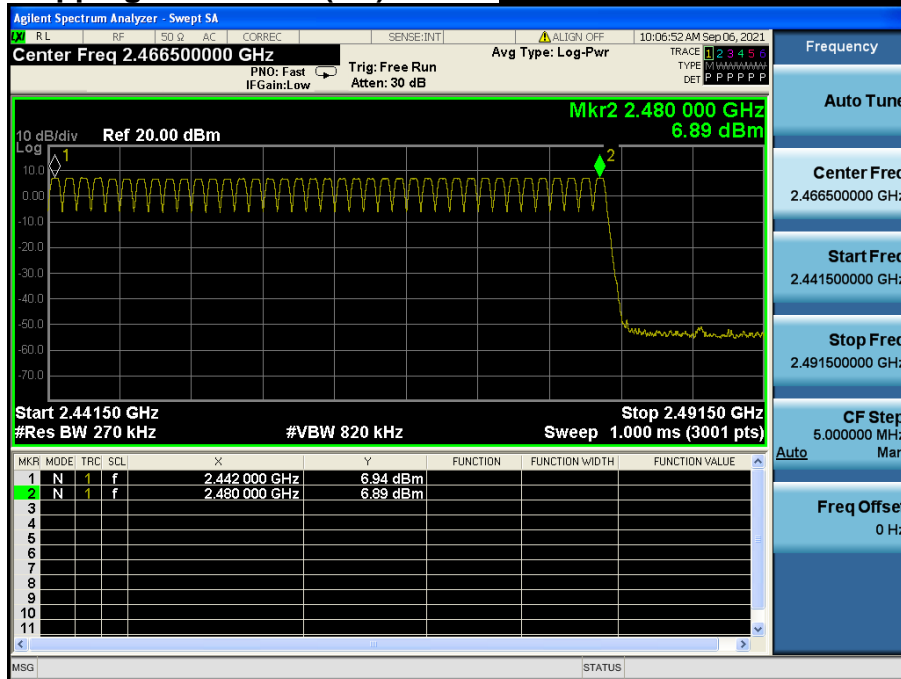 Agilent Spectrum Analyzer - Swept SA
LXI RL RF 50 Ω AC CORREC SENSE:INT ALIGN OFF 10:06:52 AM Sep 06, 2021
Center Freq 2.466500000 GHz
PNO: Fast
IFGain:Low
Trig: Free Run
Atten: 30 dB
Avg Type: Log-Pwr
TRACE 1 2 3 4 5 6
TYPE M
DET P P P P P P
Mkr2 2.480 000 GHz
6.89 dBm
10 dB/div Ref 20.00 dBm
Log
1
2
10.0
0.00
-10.0
-20.0
-30.0
-40.0
-50.0
-60.0
-70.0
Start 2.44150 GHz Stop 2.49150 GHz
#Res BW 270 kHz #VBW 820 kHz Sweep 1.000 ms (3001 pts)
MKR MODE TRC SCL X Y FUNCTION FUNCTION WIDTH FUNCTION VALUE
1 N 1 f 2.442 000 GHz 6.94 dBm
2 N 1 f 2.480 000 GHz 6.89 dBm
3
4
5
6
7
8
9
10
11
MSG STATUS
Frequency
Auto Tune
Center Freq
2.466500000 GHz
Start Freq
2.441500000 GHz
Stop Freq
2.491500000 GHz
CF Step
5.000000 MHz
Auto Man
Freq Offset
0 Hz